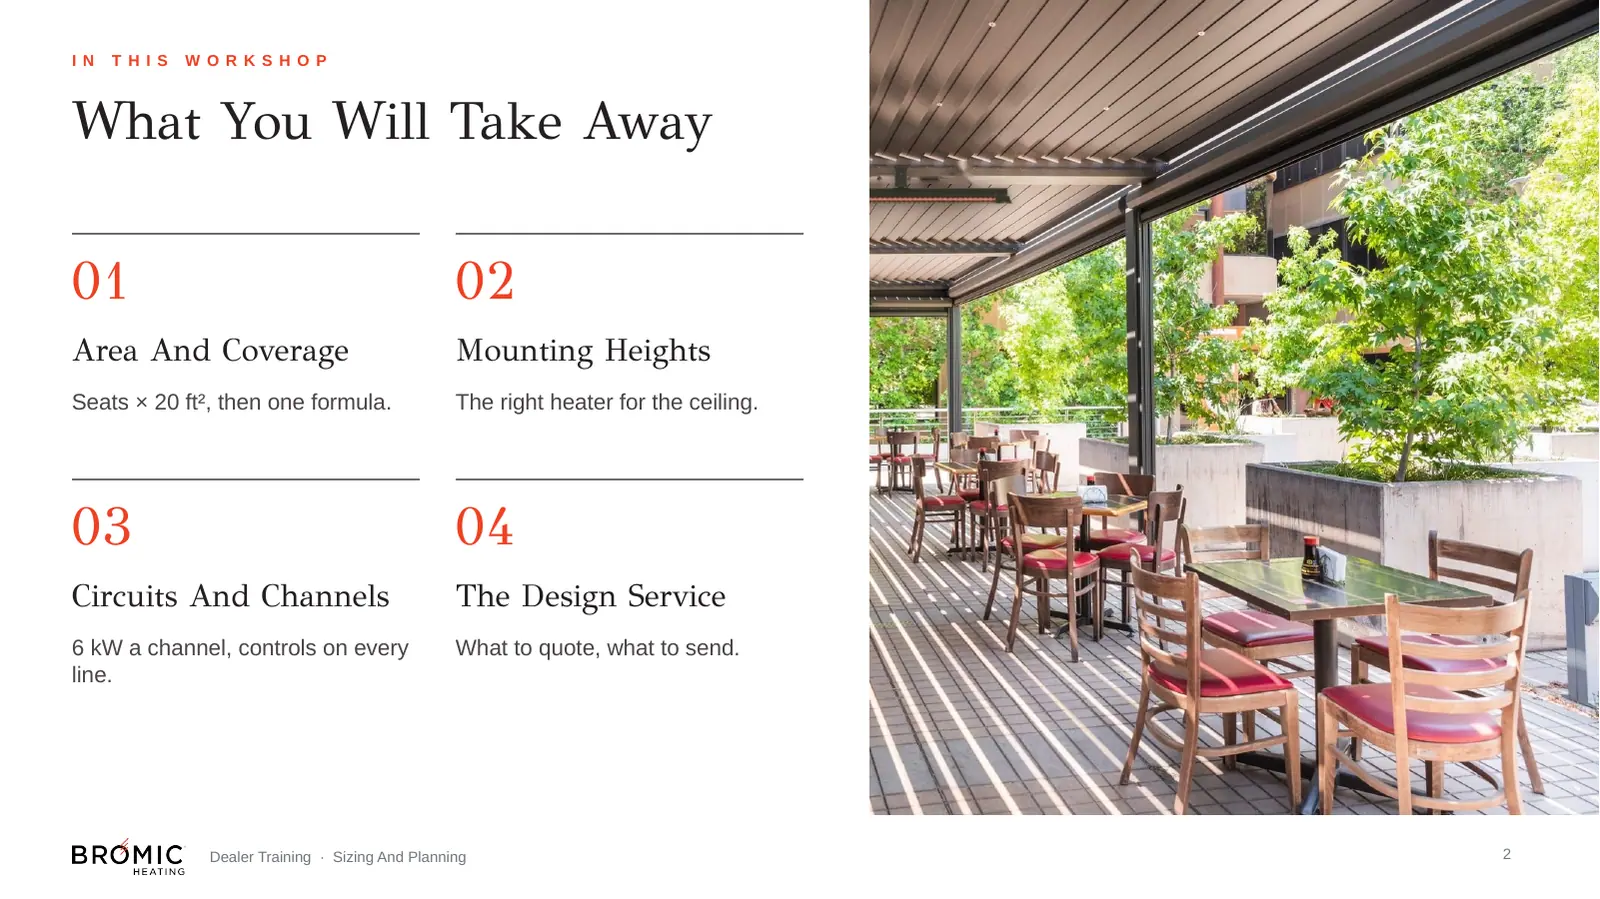 IN THIS WORKSHOP
What You Will Take Away
01
Area And Coverage
Seats × 20 ft², then one formula.
02
Mounting Heights
The right heater for the ceiling.
03
Circuits And Channels
6 kW a channel, controls on every
line.
04
The Design Service
What to quote, what to send.
BROMIC
HEATING
Dealer Training · Sizing And Planning
2